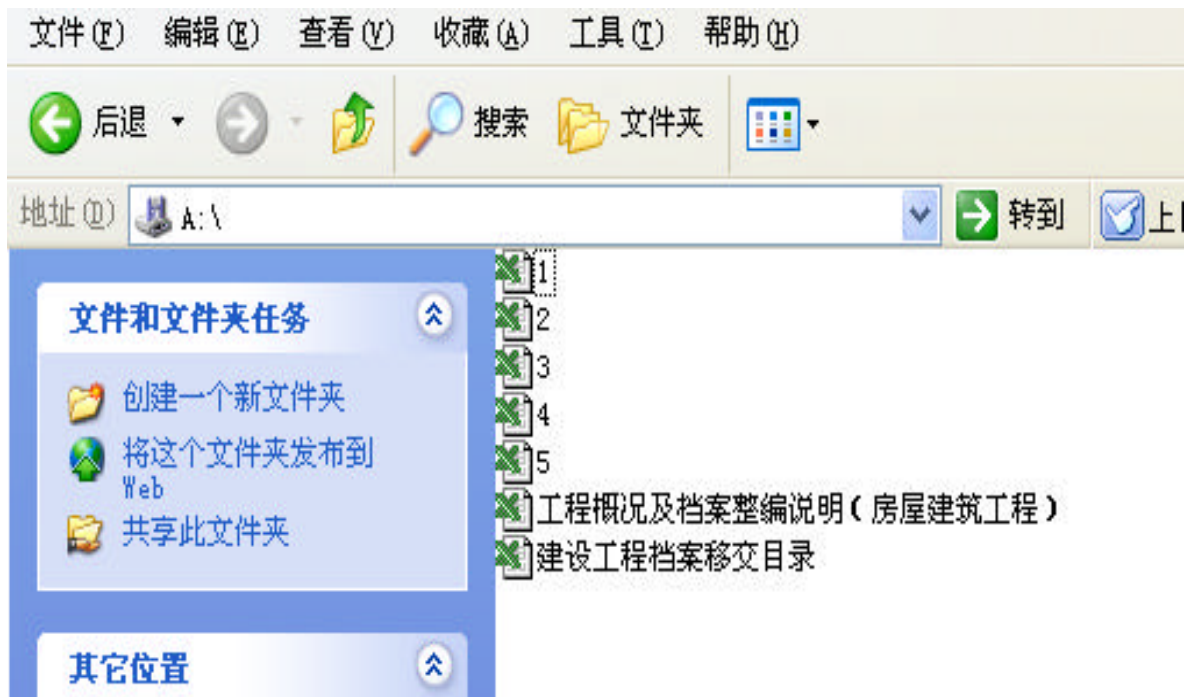 文件(F) 编辑(E) 查看(V) 收藏(A) 工具(T) 帮助(H)
后退 搜索 文件夹
地址(D) A:\ 转到 上
文件和文件夹任务
创建一个新文件夹
将这个文件夹发布到
Web
共享此文件夹
其它位置
1
2
3
4
5
工程概况及档案整编说明(房屋建筑工程)
建设工程档案移交目录